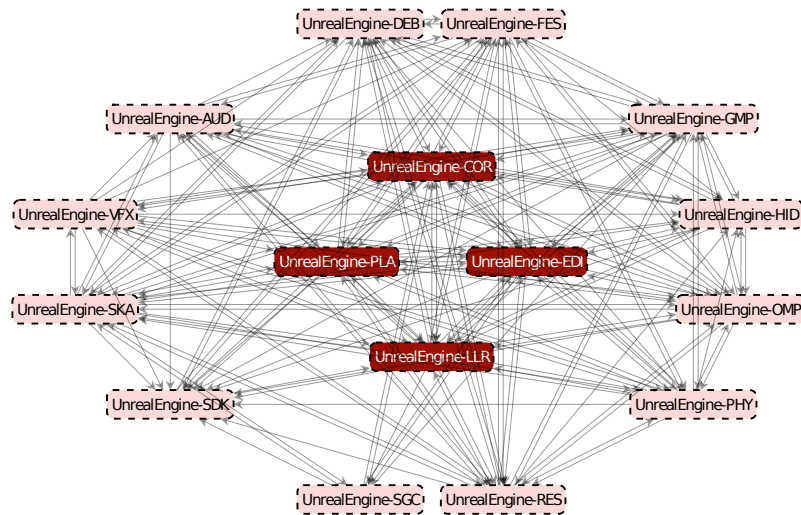 UnrealEngine-DEB
UnrealEngine-FES
UnrealEngine-AUD
UnrealEngine-GMP
UnrealEngine-COR
UnrealEngine-VFX
UnrealEngine-HID
UnrealEngine-PLA
UnrealEngine-EDI
UnrealEngine-SKA
UnrealEngine-OMP
UnrealEngine-LLR
UnrealEngine-SDK
UnrealEngine-PHY
UnrealEngine-SGC
UnrealEngine-RES